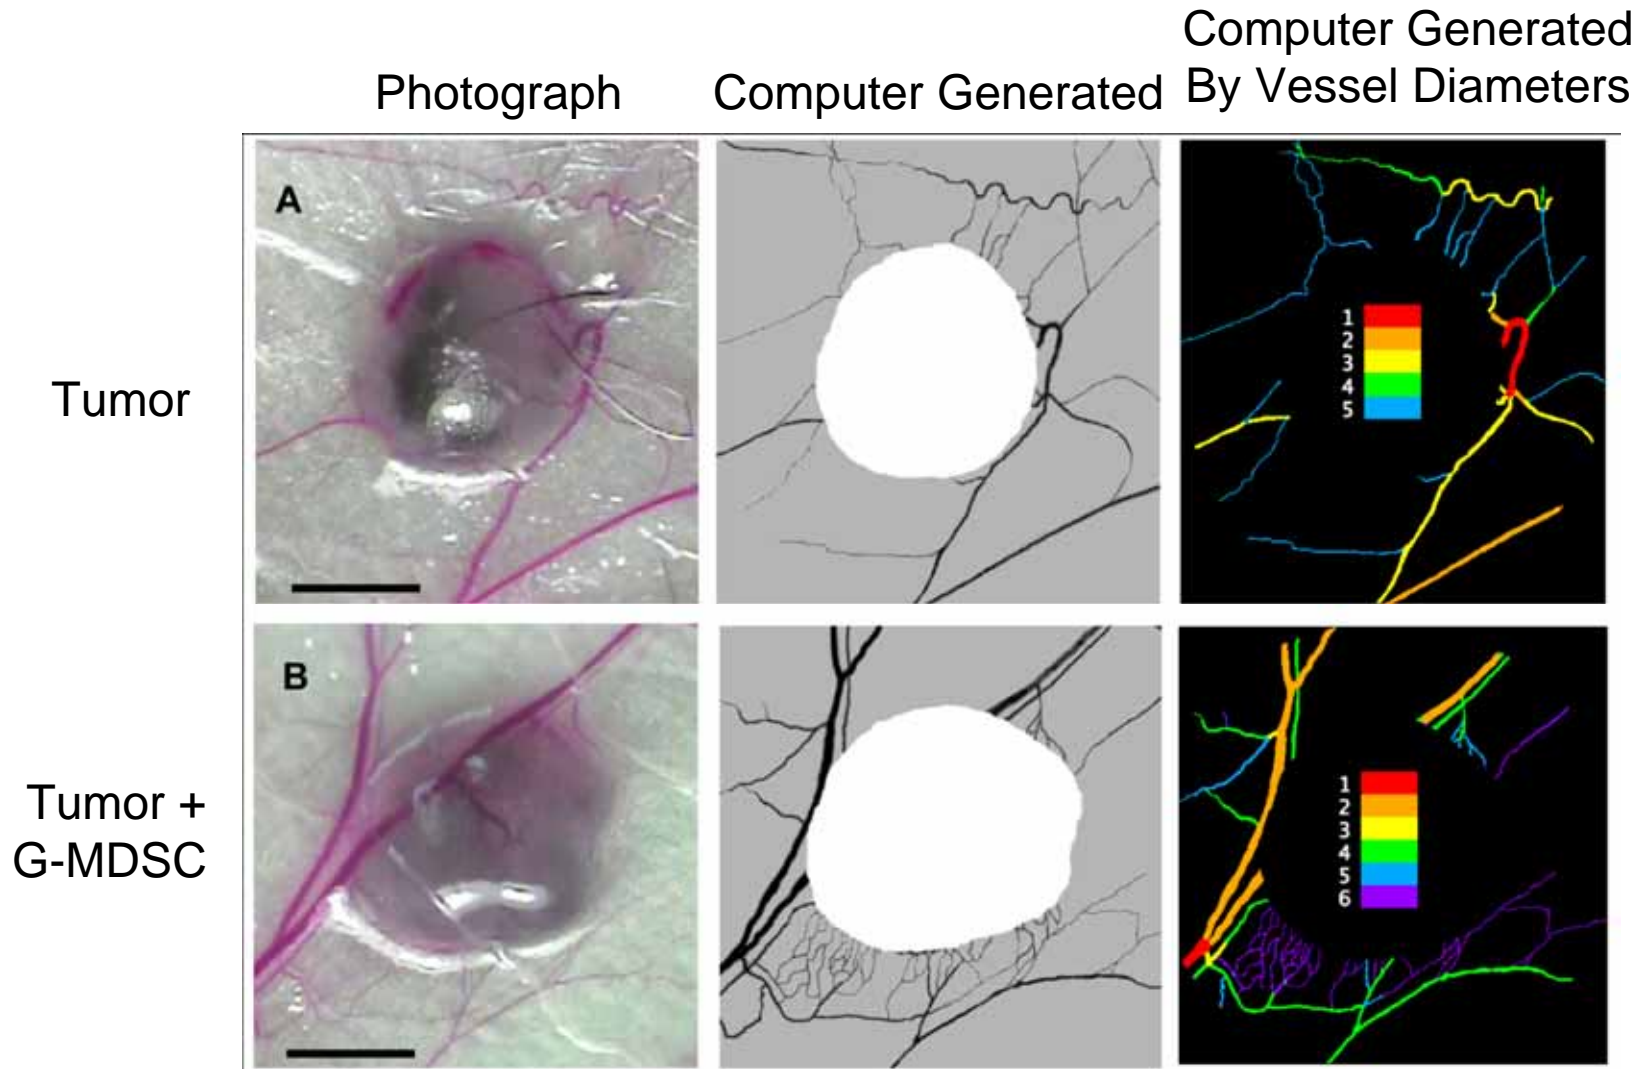 Computer Generated
Photograph Computer Generated By Vessel Diameters
A
1
2
3
4
5
Tumor
B
1
2
3
4
5
6
Tumor +
G-MDSC